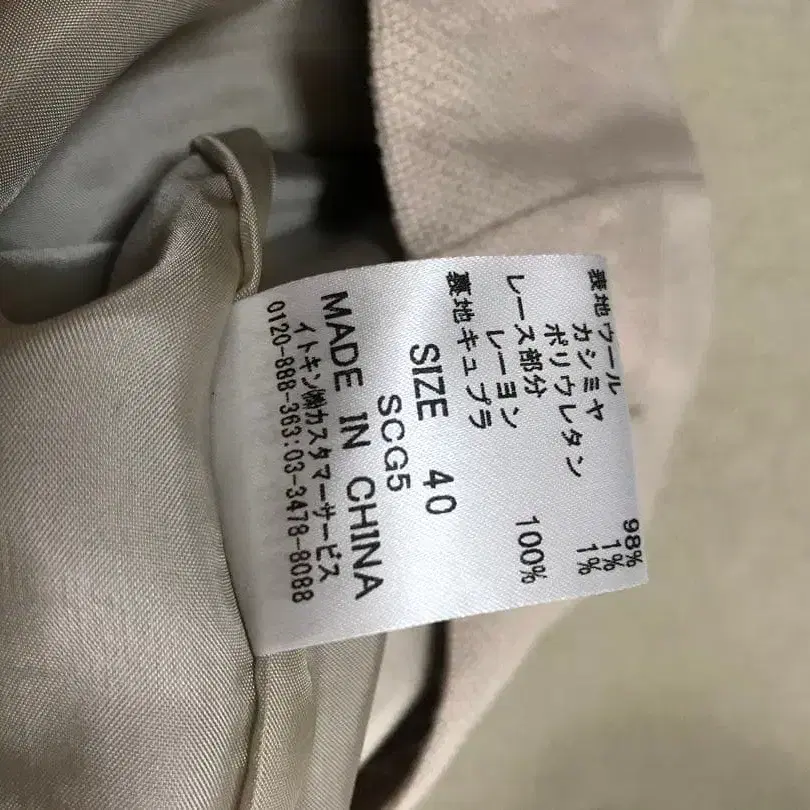 表地ウール 98%
カシミヤ 1%
ポリウレタン 1%
レース部分
レーヨン 100%
裏地キュプラ
SIZE 40
SCG5
MADE IN CHINA
イトキン㈱カスタマーサービス
0120-888-363:03-3478-8088